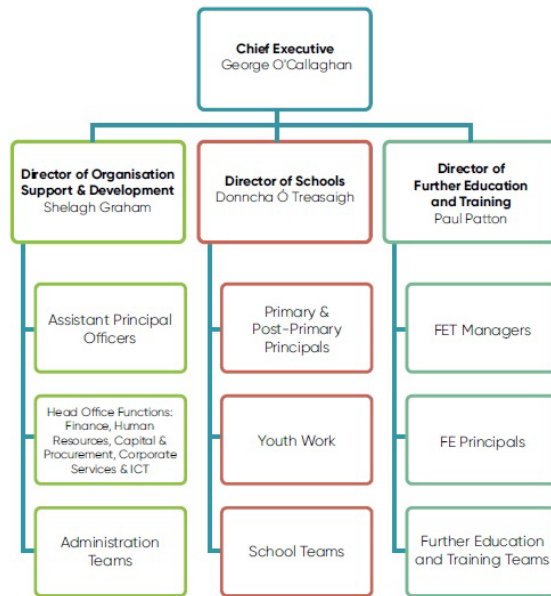 Chief Executive
George O'Callaghan
Director of Organisation
Support & Development
Shelagh Graham
Director of Schools
Donncha Ó Treasaigh
Director of
Further Education
and Training
Paul Patton
Assistant Principal
Officers
Primary &
Post-Primary
Principals
FET Managers
Head Office Functions:
Finance, Human
Resources, Capital &
Procurement, Corporate
Services & ICT
Youth Work
FE Principals
Administration
Teams
School Teams
Further Education
and Training Teams